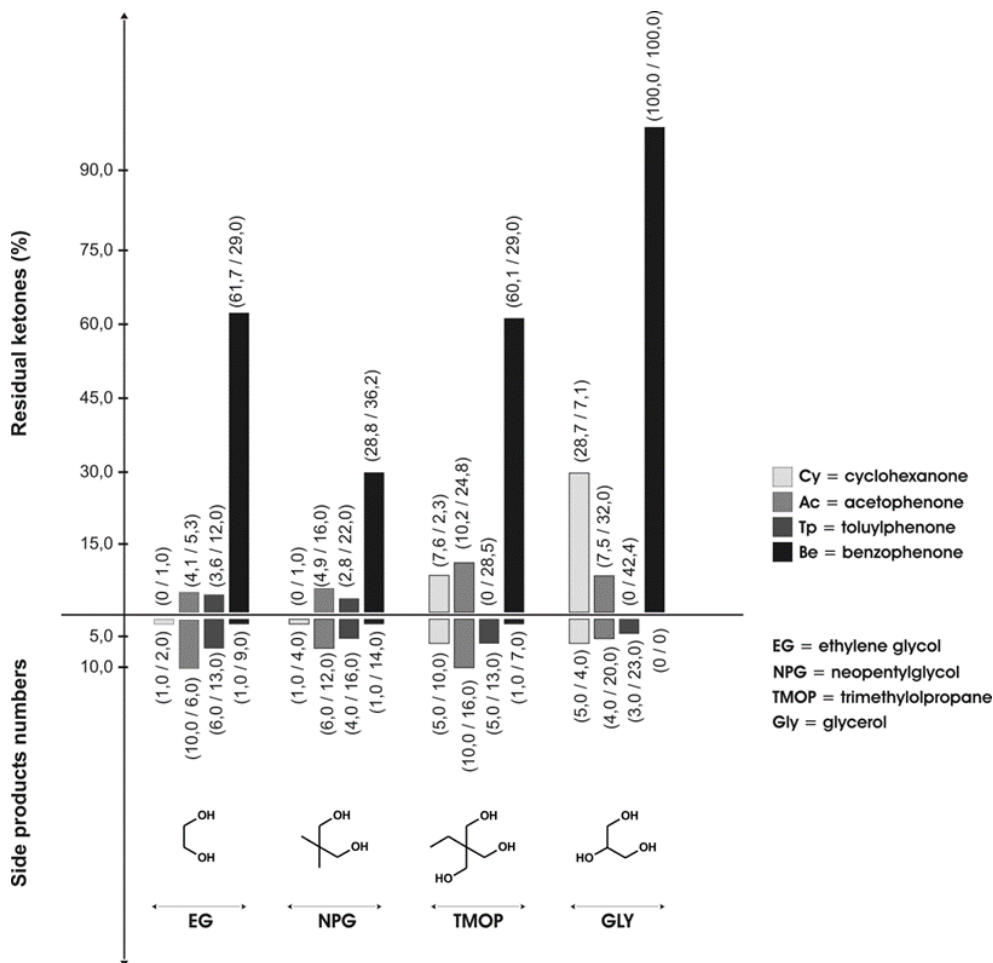 Residual ketones (%)
90,0
75,0
60,0
45,0
30,0
15,0
5,0
10,0
Side products numbers
(0 / 1,0)
(4,1 / 5,3)
(3,6 / 12,0)
(61,7 / 29,0)
(0 / 1,0)
(4,9 / 16,0)
(2,8 / 22,0)
(28,8 / 36,2)
(7,6 / 2,3)
(10,2 / 24,8)
(0 / 28,5)
(60,1 / 29,0)
(28,7 / 7,1)
(7,5 / 32,0)
(0 / 42,4)
(100,0 / 100,0)
(1,0 / 2,0)
(10,0 / 6,0)
(6,0 / 13,0)
(1,0 / 9,0)
(1,0 / 4,0)
(6,0 / 12,0)
(4,0 / 16,0)
(1,0 / 14,0)
(5,0 / 10,0)
(10,0 / 16,0)
(5,0 / 13,0)
(1,0 / 7,0)
(5,0 / 4,0)
(4,0 / 20,0)
(3,0 / 23,0)
(0 / 0)
Cy = cyclohexanone
Ac = acetophenone
Tp = toluylphenone
Be = benzophenone
EG = ethylene glycol
NPG = neopentylglycol
TMOP = trimethylolpropane
Gly = glycerol
OH
OH
OH
OH
OH
OH
HO
OH
OH
HO
EG
NPG
TMOP
GLY